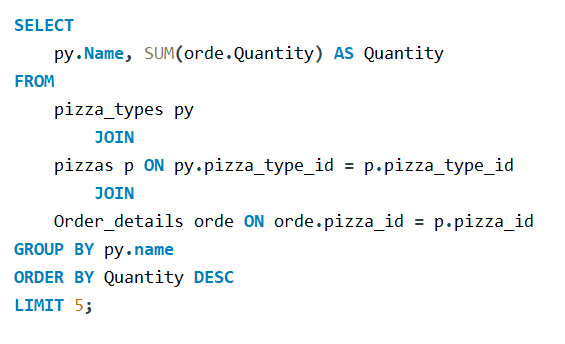 SELECT
py.Name, SUM(orde.Quantity) AS Quantity
FROM
pizza_types py
JOIN
pizzas p ON py.pizza_type_id = p.pizza_type_id
JOIN
Order_details orde ON orde.pizza_id = p.pizza_id
GROUP BY py.name
ORDER BY Quantity DESC
LIMIT 5;